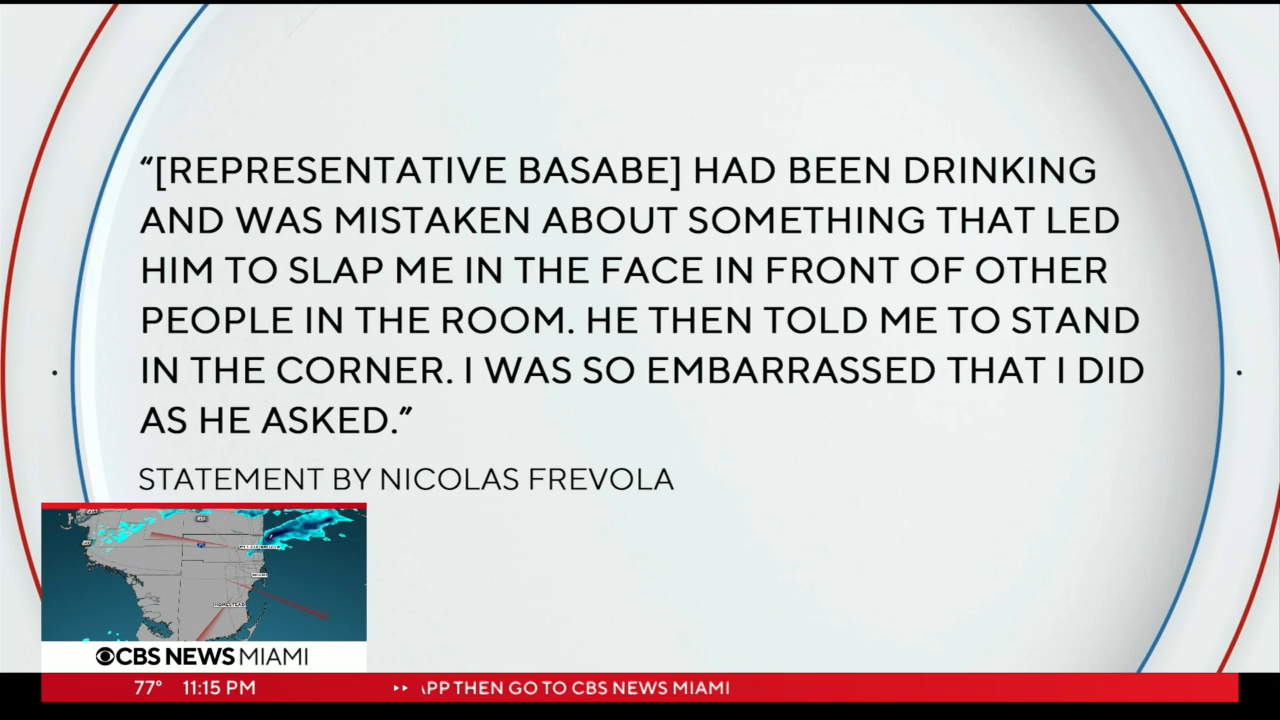 “[REPRESENTATIVE BASABE] HAD BEEN DRINKING
AND WAS MISTAKEN ABOUT SOMETHING THAT LED
HIM TO SLAP ME IN THE FACE IN FRONT OF OTHER
PEOPLE IN THE ROOM. HE THEN TOLD ME TO STAND
IN THE CORNER. I WAS SO EMBARRASSED THAT I DID
AS HE ASKED.”
STATEMENT BY NICOLAS FREVOLA
HOMESTEAD
CBS NEWS MIAMI
77° 11:15 PM
THEN GO TO CBS NEWS MIAMI